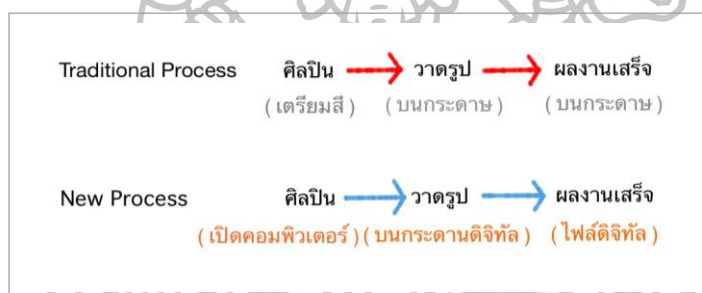 Traditional Process ศิลปิน วาดรูป ผลงานเสร็จ
( เตรียมสี ) ( บนกระดาษ ) ( บนกระดาษ )
New Process ศิลปิน วาดรูป ผลงานเสร็จ
( เปิดคอมพิวเตอร์ ) ( บนกระดานดิจิทัล ) ( ไฟล์ดิจิทัล )